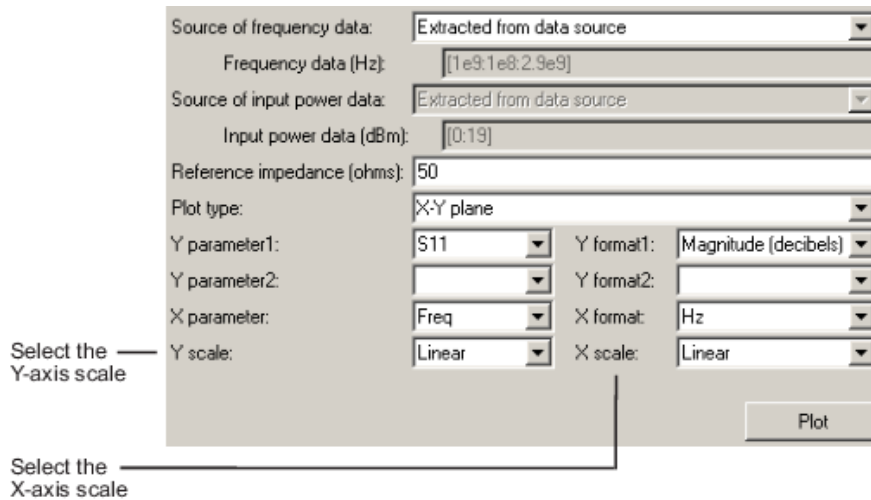 Source of frequency data: Extracted from data source
Frequency data (Hz): [1e9:1e8:2.9e9]
Source of input power data: Extracted from data source
Input power data (dBm): [0:19]
Reference impedance (ohms): 50
Plot type: X-Y plane
Y parameter1: S11 Y format1: Magnitude (decibels)
Y parameter2: Y format2:
X parameter: Freq X format: Hz
Select the
Y-axis scale
Y scale: Linear X scale: Linear
Plot
Select the
X-axis scale